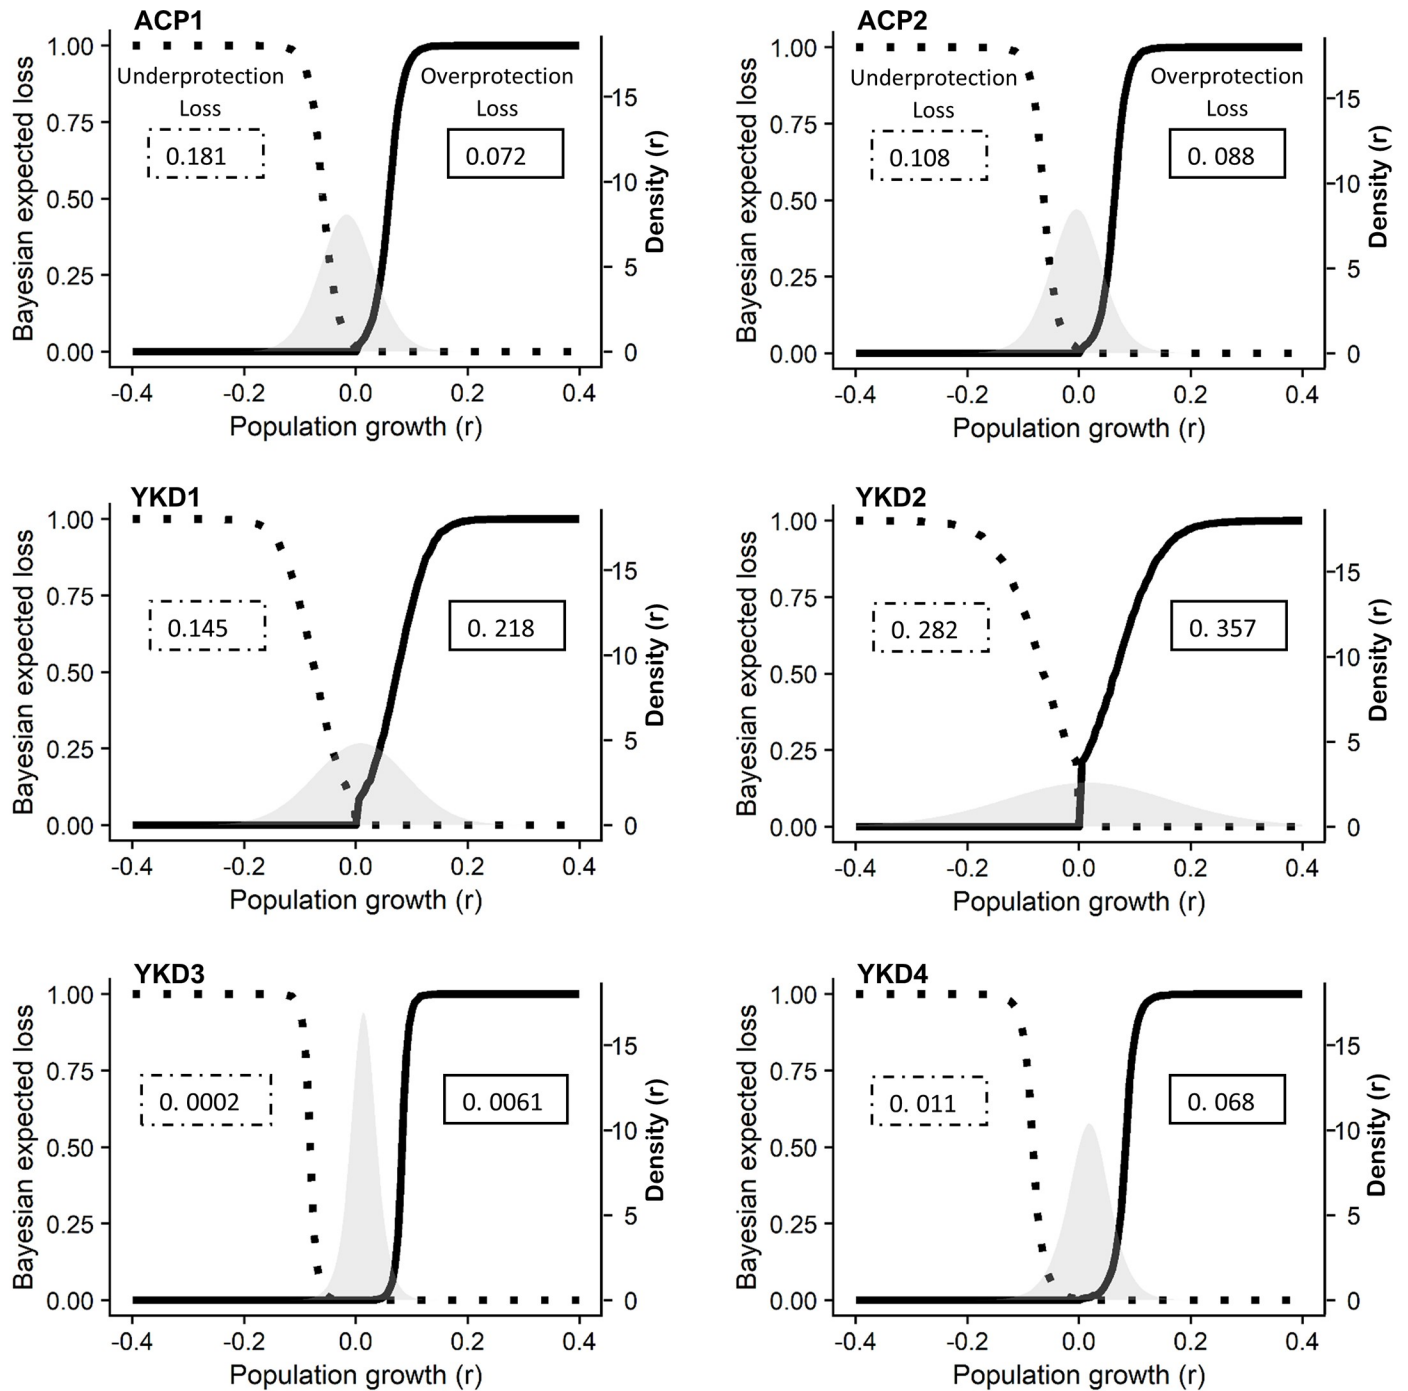 ACP1
Bayesian expected loss
1.00
0.75
0.50
0.25
0.00
Underprotection
Loss
0.181
Overprotection
Loss
0.072
15
10
5
0
Density (r)
-0.4 -0.2 0.0 0.2 0.4
Population growth (r)
ACP2
Bayesian expected loss
1.00
0.75
0.50
0.25
0.00
Underprotection
Loss
0.108
Overprotection
Loss
0. 088
15
10
5
0
Density (r)
-0.4 -0.2 0.0 0.2 0.4
Population growth (r)
YKD1
Bayesian expected loss
1.00
0.75
0.50
0.25
0.00
0.145
0. 218
15
10
5
0
Density (r)
-0.4 -0.2 0.0 0.2 0.4
Population growth (r)
YKD2
Bayesian expected loss
1.00
0.75
0.50
0.25
0.00
0. 282
0. 357
15
10
5
0
Density (r)
-0.4 -0.2 0.0 0.2 0.4
Population growth (r)
YKD3
Bayesian expected loss
1.00
0.75
0.50
0.25
0.00
0. 0002
0. 0061
15
10
5
0
Density (r)
-0.4 -0.2 0.0 0.2 0.4
Population growth (r)
YKD4
Bayesian expected loss
1.00
0.75
0.50
0.25
0.00
0. 011
0. 068
15
10
5
0
Density (r)
-0.4 -0.2 0.0 0.2 0.4
Population growth (r)